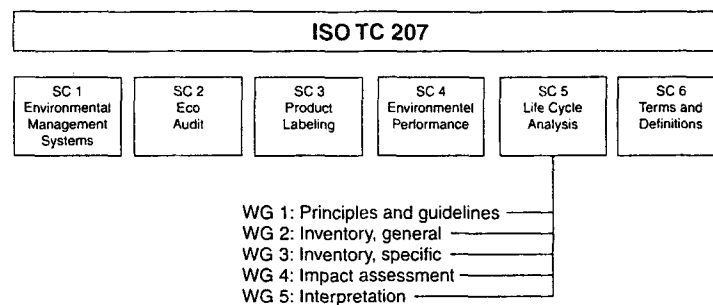 ISO TC 207
SC 1
Environmental
Management
Systems
SC 2
Eco
Audit
SC 3
Product
Labeling
SC 4
Environmentel
Performance
SC 5
Life Cycle
Analysis
SC 6
Terms and
Definitions
WG 1: Principles and guidelines
WG 2: Inventory, general
WG 3: Inventory, specific
WG 4: Impact assessment
WG 5: Interpretation